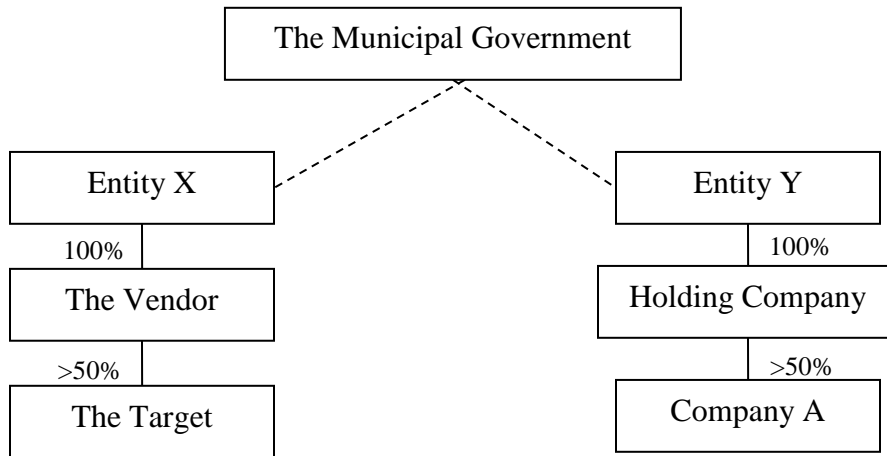 The Municipal Government
Entity X
Entity Y
100%
100%
The Vendor
Holding Company
>50%
>50%
The Target
Company A